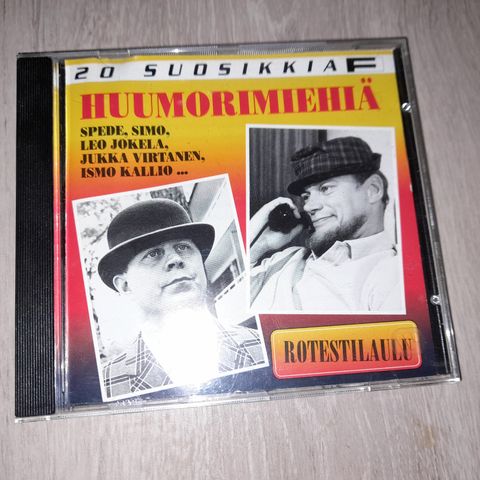 20 SUOSIKKIA F
HUUMORIMIEHIÄ
SPEDE, SIMO,
LEO JOKELA,
JUKKA VIRTANEN,
ISMO KALLIO ...
ROTESTILAULU